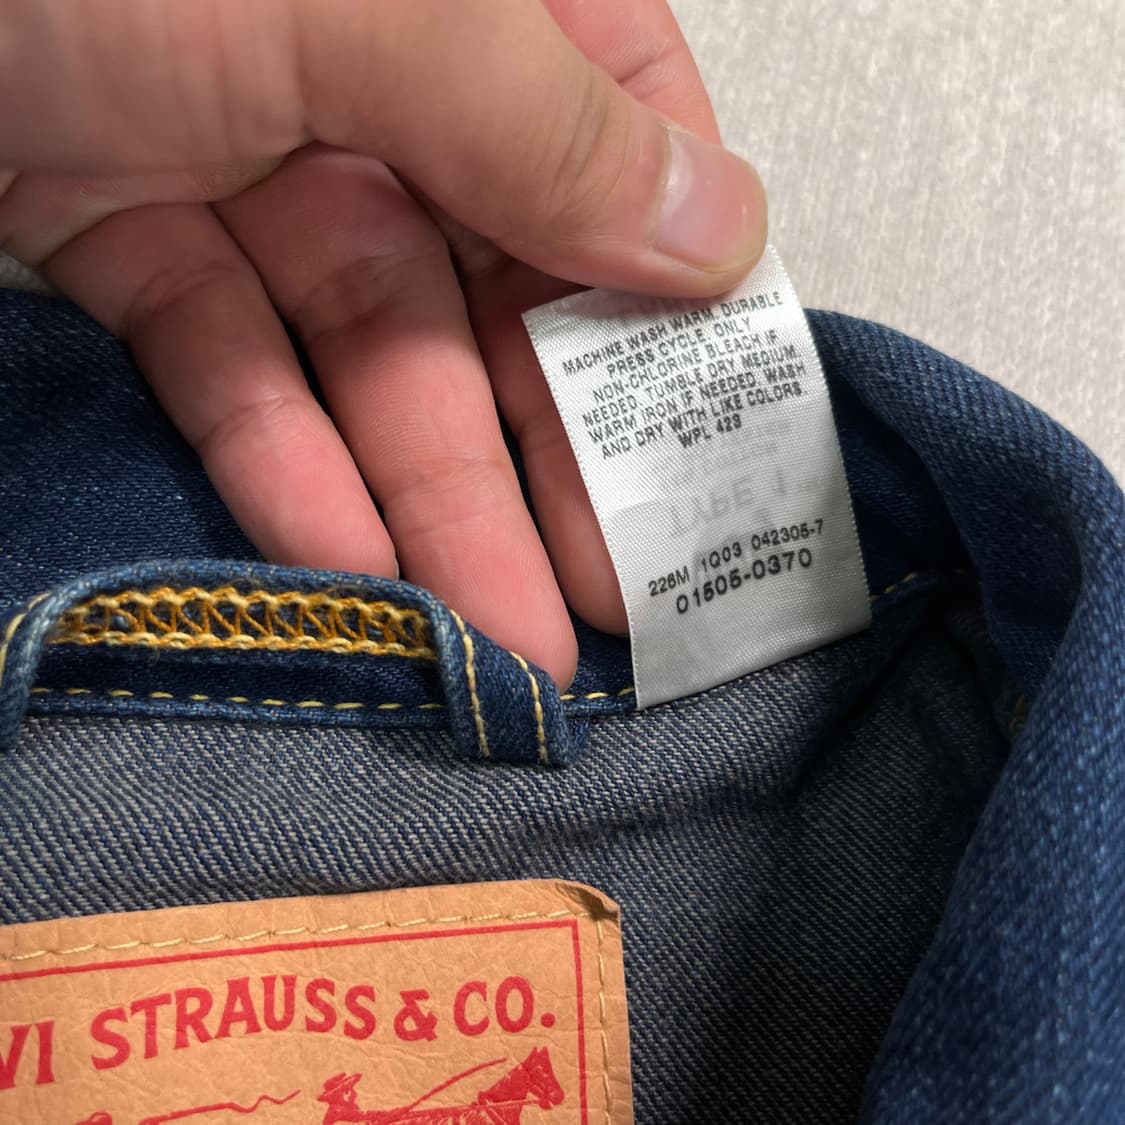 MACHINE WASH WARM, DURABLE
PRESS CYCLE. ONLY
NON-CHLORINE BLEACH IF
NEEDED. TUMBLE DRY MEDIUM.
WARM IRON IF NEEDED. WASH
AND DRY WITH LIKE COLORS.
WPL 423
226M 1Q03 042305-7
01505-0370
VI STRAUSS & CO.